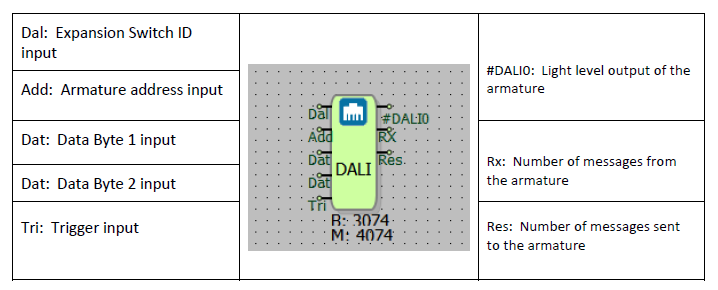 Dal: Expansion Switch ID
input
Add: Armature address input
Dat: Data Byte 1 input
Dat: Data Byte 2 input
Tri: Trigger input
Dal
Add
Dat
Dat
Tri
DALI
#DALI0
RX
Res
B: 3074
M: 4074
#DALI0: Light level output of the
armature
Rx: Number of messages from
the armature
Res: Number of messages sent
to the armature